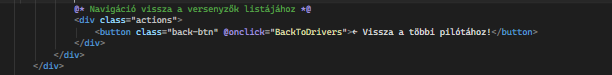 @* Navigáció vissza a versenyzők listájához *@
<div class="actions">
<button class="back-btn" @onclick="BackToDrivers">← Vissza a többi pilótához!</button>
</div>
</div>
</div>